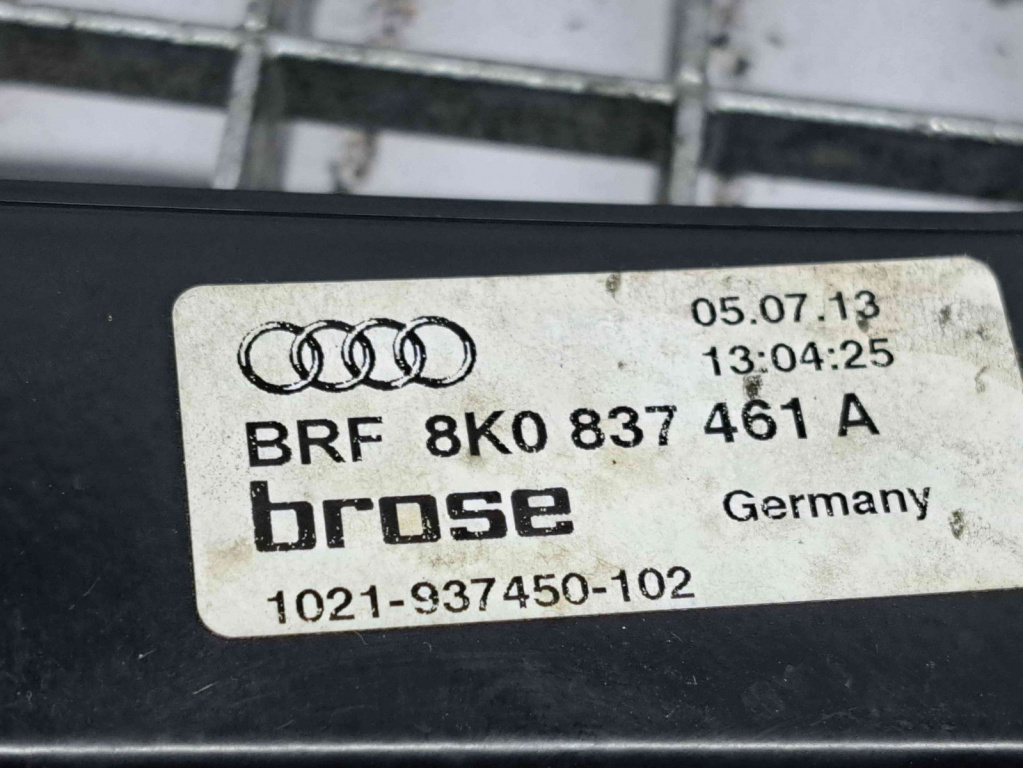 05.07.13
13:04:25
BRF 8K0 837 461 A
brose Germany
1021-937450-102